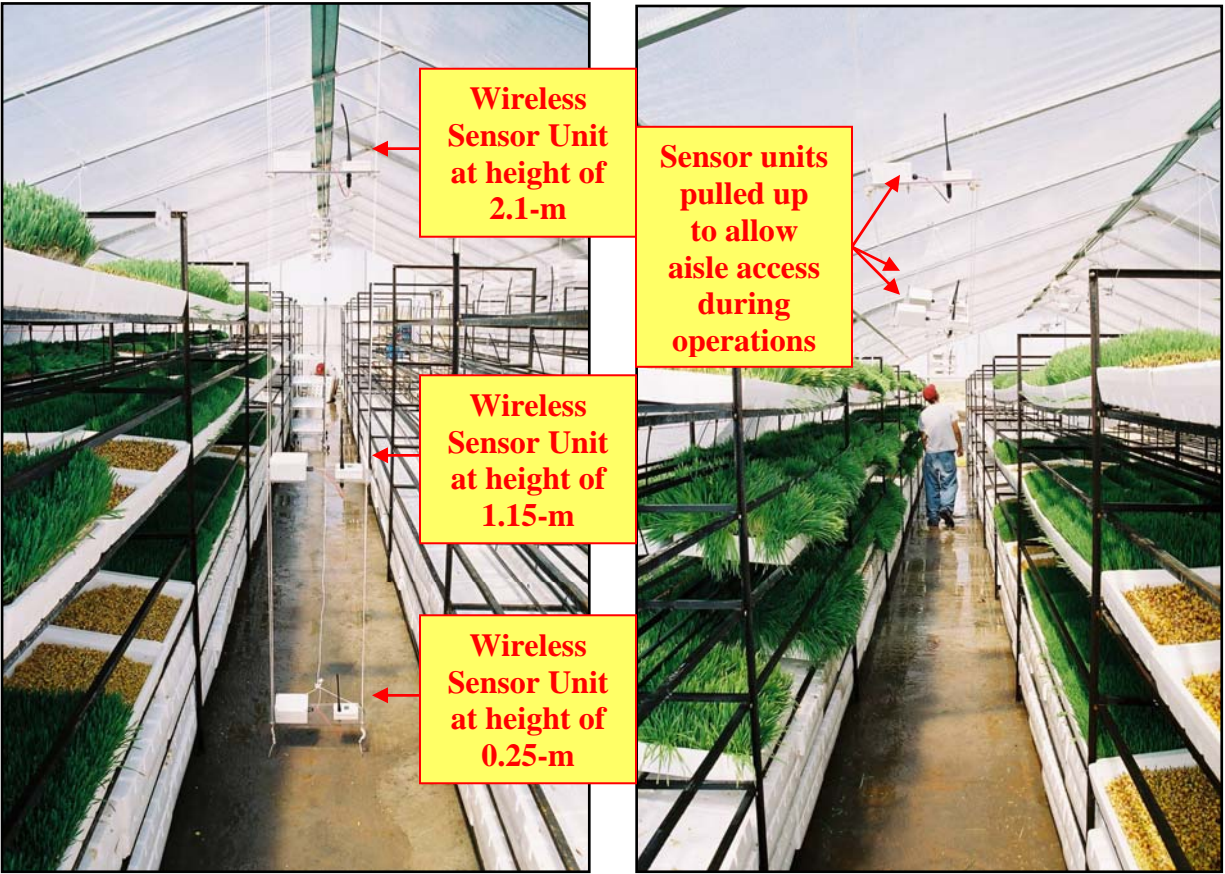 Wireless
Sensor Unit
at height of
2.1-m
Sensor units
pulled up
to allow
aisle access
during
operations
Wireless
Sensor Unit
at height of
1.15-m
Wireless
Sensor Unit
at height of
0.25-m